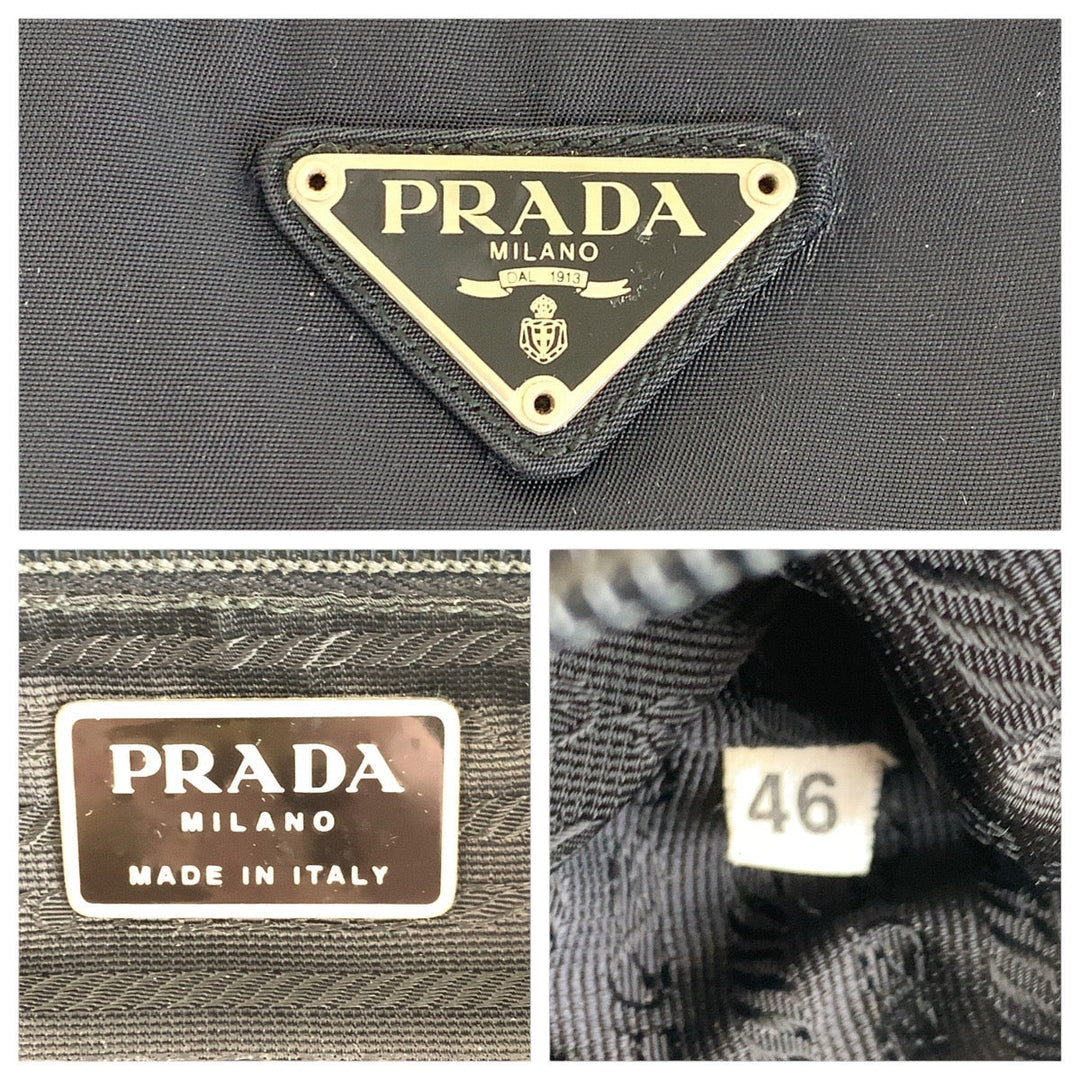 PRADA
MILANO
DAL 1913
PRADA
MILANO
MADE IN ITALY
46